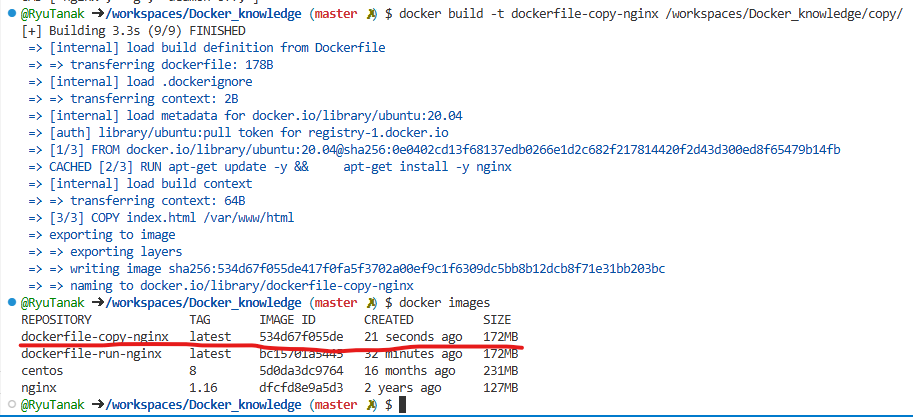 @RyuTanak ➜/workspaces/Docker_knowledge (master ✗) $ docker build -t dockerfile-copy-nginx /workspaces/Docker_knowledge/copy/
[+] Building 3.3s (9/9) FINISHED
=> [internal] load build definition from Dockerfile
=> => transferring dockerfile: 178B
=> [internal] load .dockerignore
=> => transferring context: 2B
=> [internal] load metadata for docker.io/library/ubuntu:20.04
=> [auth] library/ubuntu:pull token for registry-1.docker.io
=> [1/3] FROM docker.io/library/ubuntu:20.04@sha256:0e0402cd13f68137edb0266e1d2c682f217814420f2d43d300ed8f65479b14fb
=> CACHED [2/3] RUN apt-get update -y &&     apt-get install -y nginx
=> [internal] load build context
=> => transferring context: 64B
=> [3/3] COPY index.html /var/www/html
=> exporting to image
=> => exporting layers
=> => writing image sha256:534d67f055de417f0fa5f3702a00ef9c1f6309dc5bb8b12dcb8f71e31bb203bc
=> => naming to docker.io/library/dockerfile-copy-nginx
@RyuTanak ➜/workspaces/Docker_knowledge (master ✗) $ docker images
REPOSITORY TAG IMAGE ID CREATED SIZE
dockerfile-copy-nginx latest 534d67f055de 21 seconds ago 172MB
dockerfile-run-nginx latest bc15701a5445 32 minutes ago 172MB
centos 8 5d0da3dc9764 16 months ago 231MB
nginx 1.16 dfcfd8e9a5d3 2 years ago 127MB
@RyuTanak ➜/workspaces/Docker_knowledge (master ✗) $